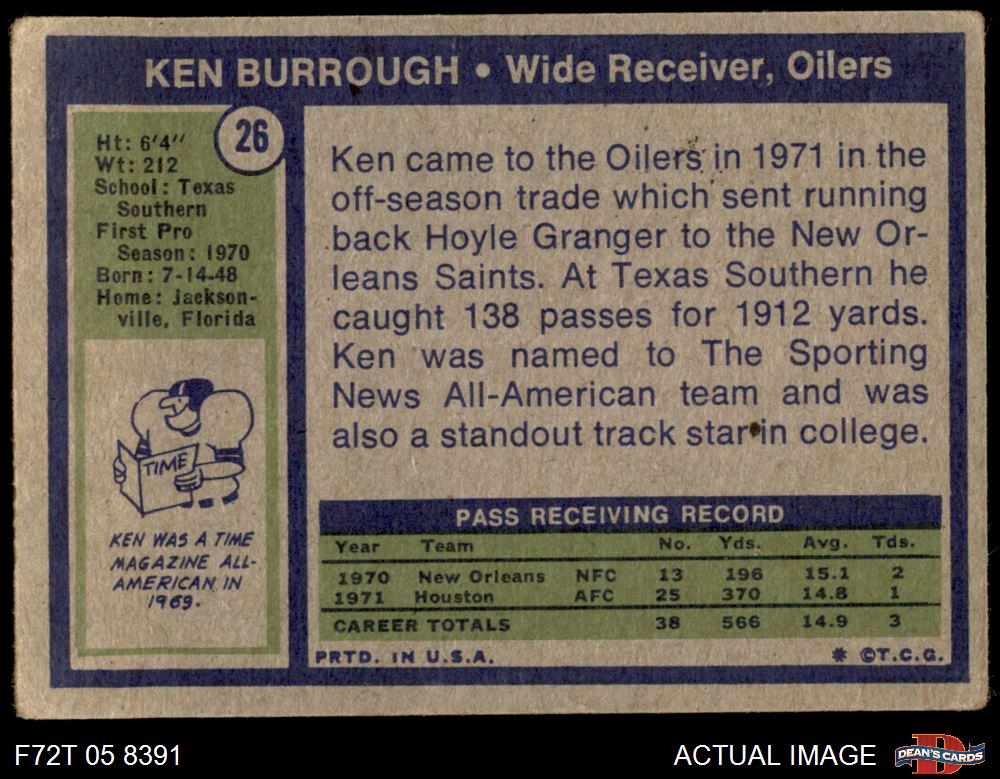 KEN BURROUGH • Wide Receiver, Oilers
26
Ht: 6'4"
Wt: 212
School: Texas
Southern
First Pro
Season: 1970
Born: 7-14-48
Home: Jackson-
ville, Florida
TIME
KEN WAS A TIME
MAGAZINE ALL-
AMERICAN IN
1969.
Ken came to the Oilers in 1971 in the
off-season trade which sent running
back Hoyle Granger to the New Or-
leans Saints. At Texas Southern he
caught 138 passes for 1912 yards.
Ken was named to The Sporting
News All-American team and was
also a standout track star in college.
PASS RECEIVING RECORD
Year Team No. Yds. Avg. Tds.
1970 New Orleans NFC 13 196 15.1 2
1971 Houston AFC 25 370 14.8 1
CAREER TOTALS 38 566 14.9 3
PRTD. IN U.S.A. * ©T.C.G.
F72T 05 8391 ACTUAL IMAGE DEAN'S CARDS